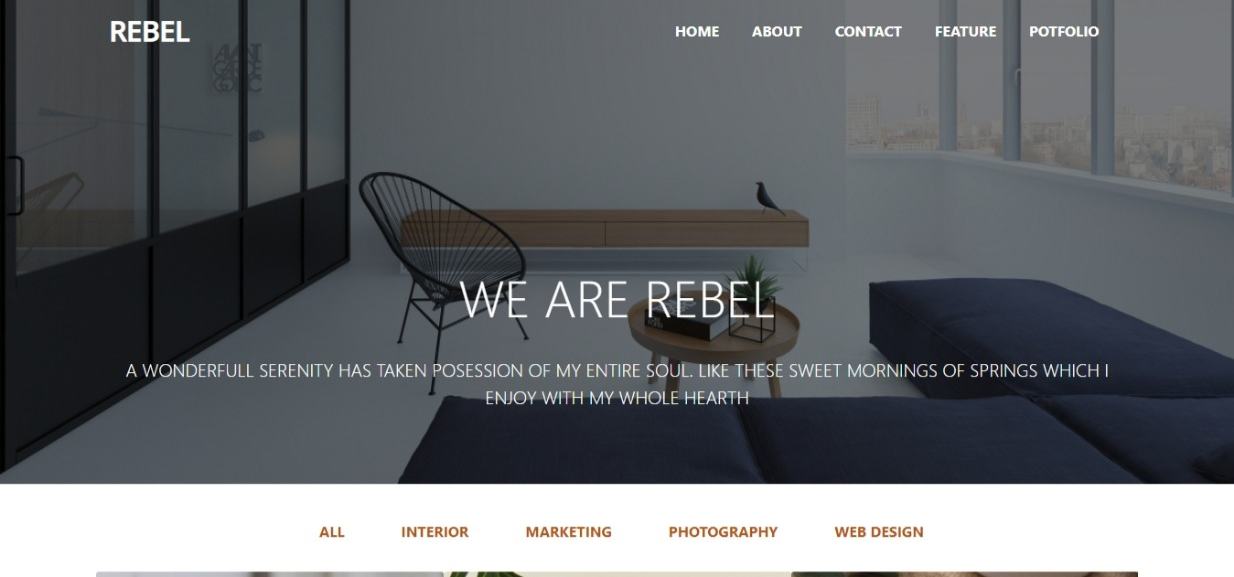 REBEL
HOME ABOUT CONTACT FEATURE POTFOLIO
WE ARE REBEL
A WONDERFULL SERENITY HAS TAKEN POSESSION OF MY ENTIRE SOUL. LIKE THESE SWEET MORNINGS OF SPRINGS WHICH I
ENJOY WITH MY WHOLE HEARTH
ALL INTERIOR MARKETING PHOTOGRAPHY WEB DESIGN